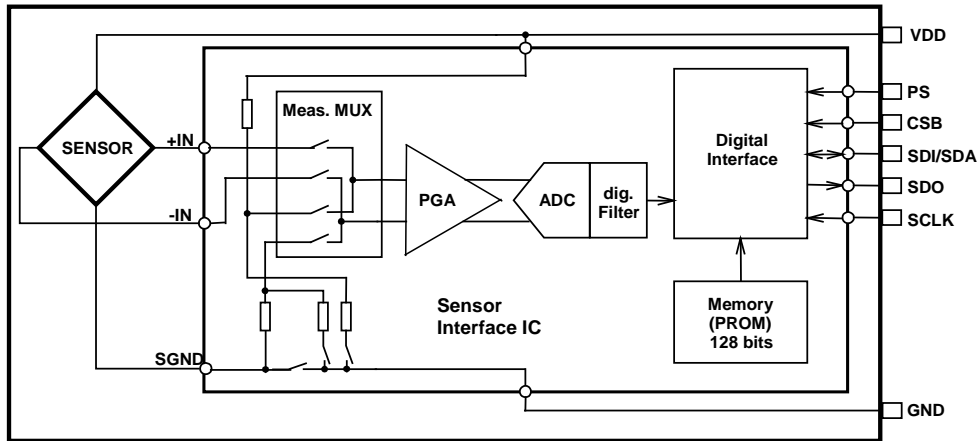 VDD
PS
Meas. MUX
CSB
+IN
SENSOR
Digital
Interface
SDI/SDA
PGA
ADC
dig.
Filter
SDO
-IN
SCLK
Sensor
Interface IC
Memory
(PROM)
128 bits
SGND
GND